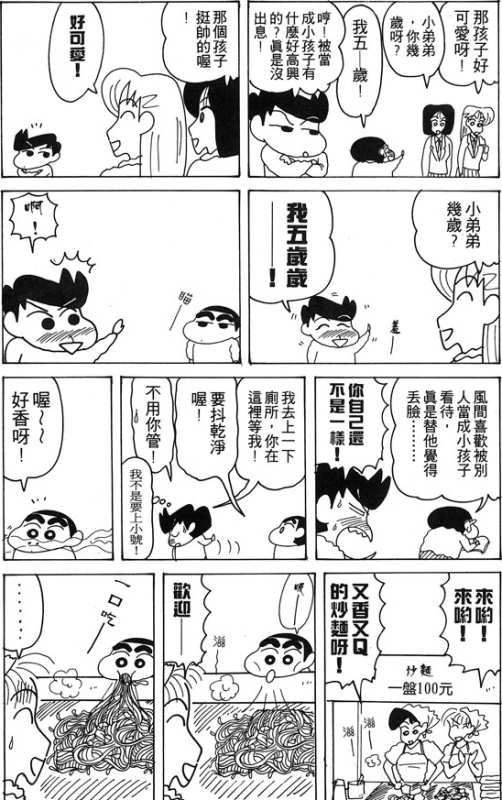 那孩子好
可愛呀！
小弟弟
，你幾
歲呀？
我五—歲！
哼！被當
成小孩子有
什麼好高興
的？眞是沒
出息！
那個孩子
挺帥的喔
好可愛！
小弟弟
幾歲？
我五歲歲
——！
羞—
瞄——
啊！
風間喜歡被別
人當成小孩子
看待，
眞是替他覺得
丟臉………
你自己還
不是一樣！
我去上一下
廁所，你在
這裡等我！
要抖乾淨
喔！
不用你管！
我不是要上小號！
喔～～
好香呀！
來喲！
來喲！
又香又Q
的炒麵呀！
炒麵
一盤100元
滋
滋
嗯
滋
歡迎——
一口吃
……